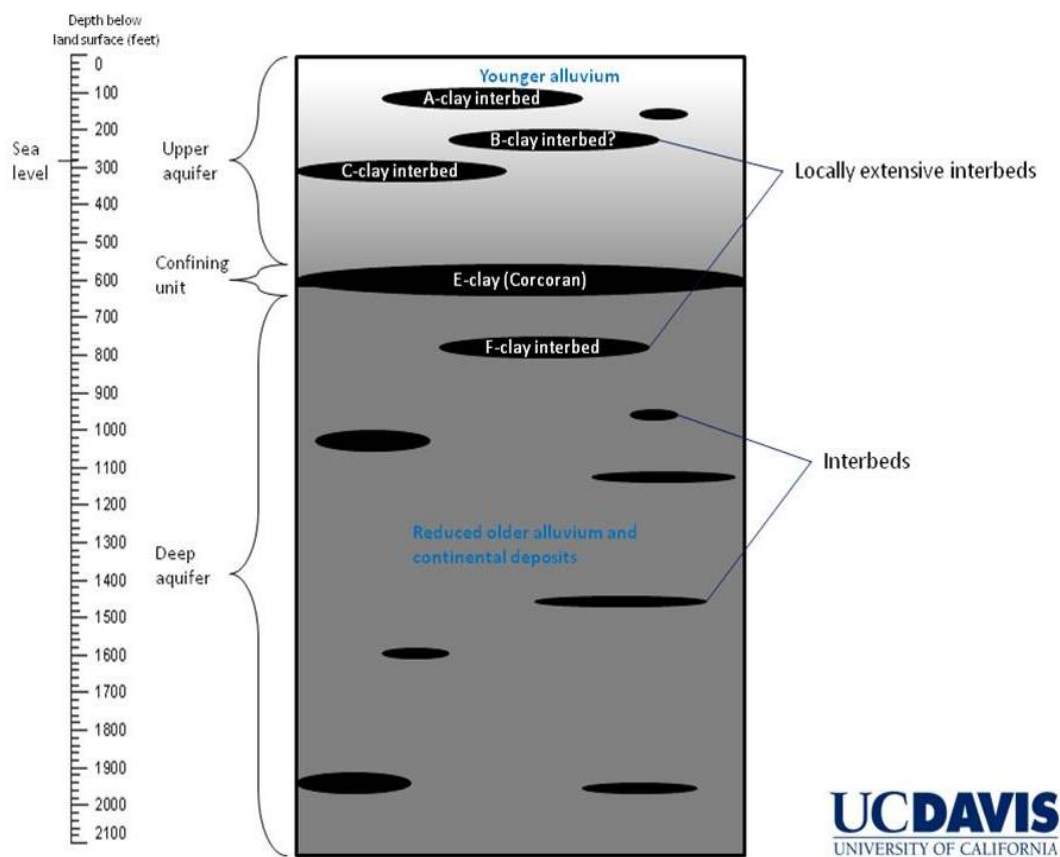 Depth below
land surface (feet)
0
100
200
300
400
500
600
700
800
900
1000
1100
1200
1300
1400
1500
1600
1700
1800
1900
2000
2100
Sea
level
Upper
aquifer
Confining
unit
Deep
aquifer
Younger alluvium
A-clay interbed
B-clay interbed?
C-clay interbed
E-clay (Corcoran)
F-clay interbed
Reduced older alluvium and
continental deposits
Locally extensive interbeds
Interbeds
UCDAVIS
UNIVERSITY OF CALIFORNIA